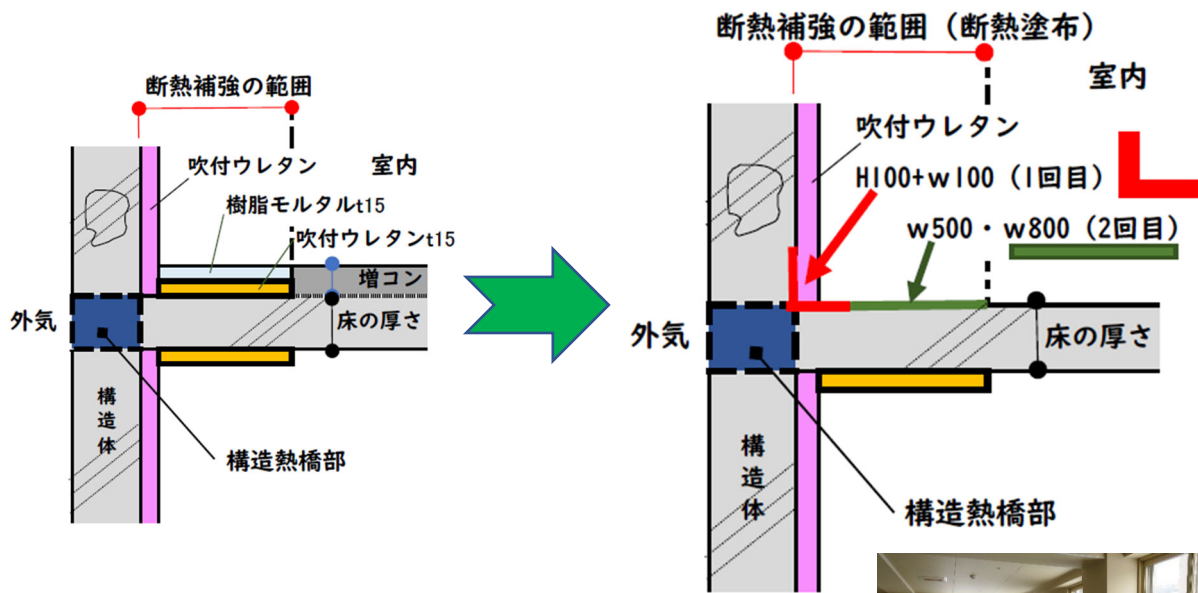 断熱補強の範囲
吹付ウレタン
室内
樹脂モルタルt15
吹付ウレタンt15
増コン
外気
床の厚さ
構造体
構造熱橋部
断熱補強の範囲(断熱塗布)
室内
吹付ウレタン
H100+w100(1回目)
w500・w800(2回目)
外気
床の厚さ
構造体
構造熱橋部